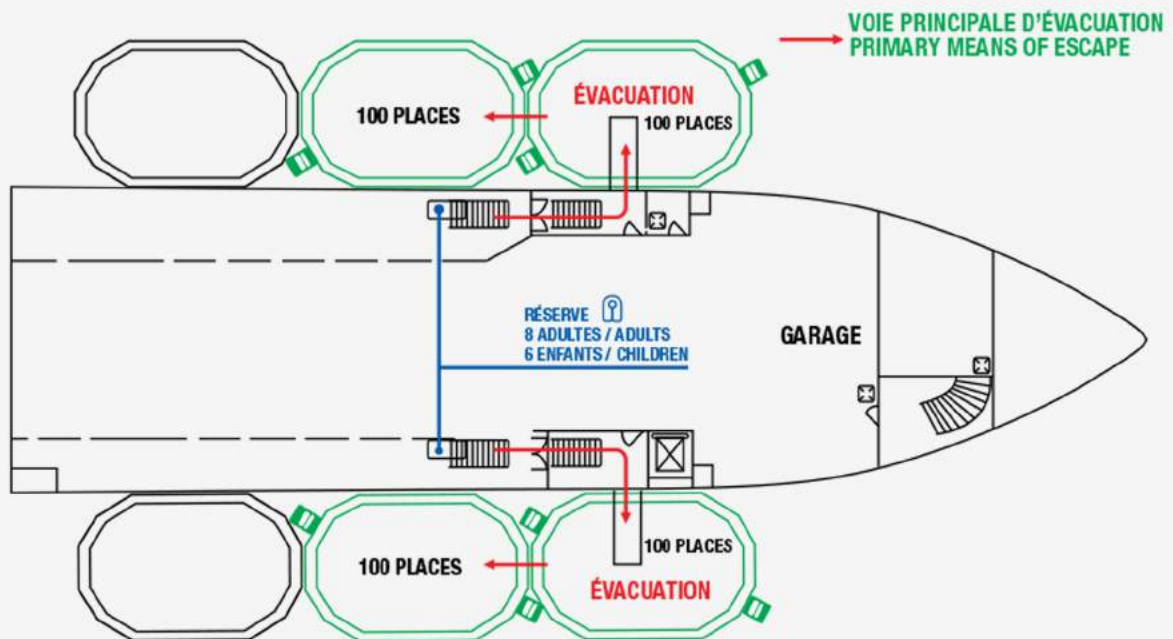 VOIE PRINCIPALE D'ÉVACUATION
PRIMARY MEANS OF ESCAPE
ÉVACUATION
100 PLACES
100 PLACES
RÉSERVE
8 ADULTES / ADULTS
6 ENFANTS / CHILDREN
GARAGE
100 PLACES
100 PLACES
ÉVACUATION